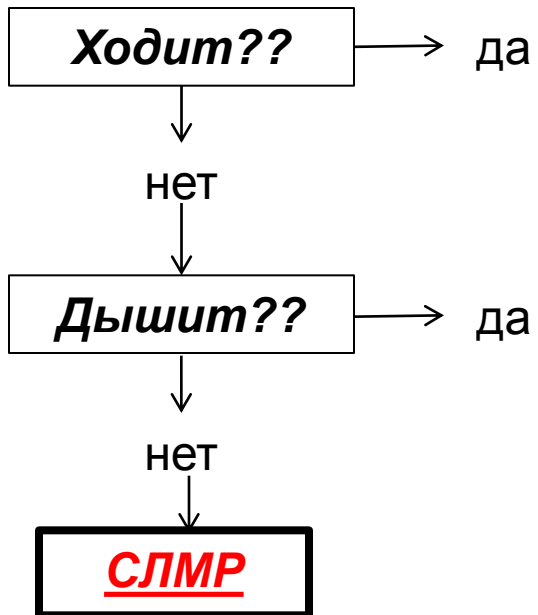 Ходит??
да
нет
Дышит??
да
нет
СЛМР